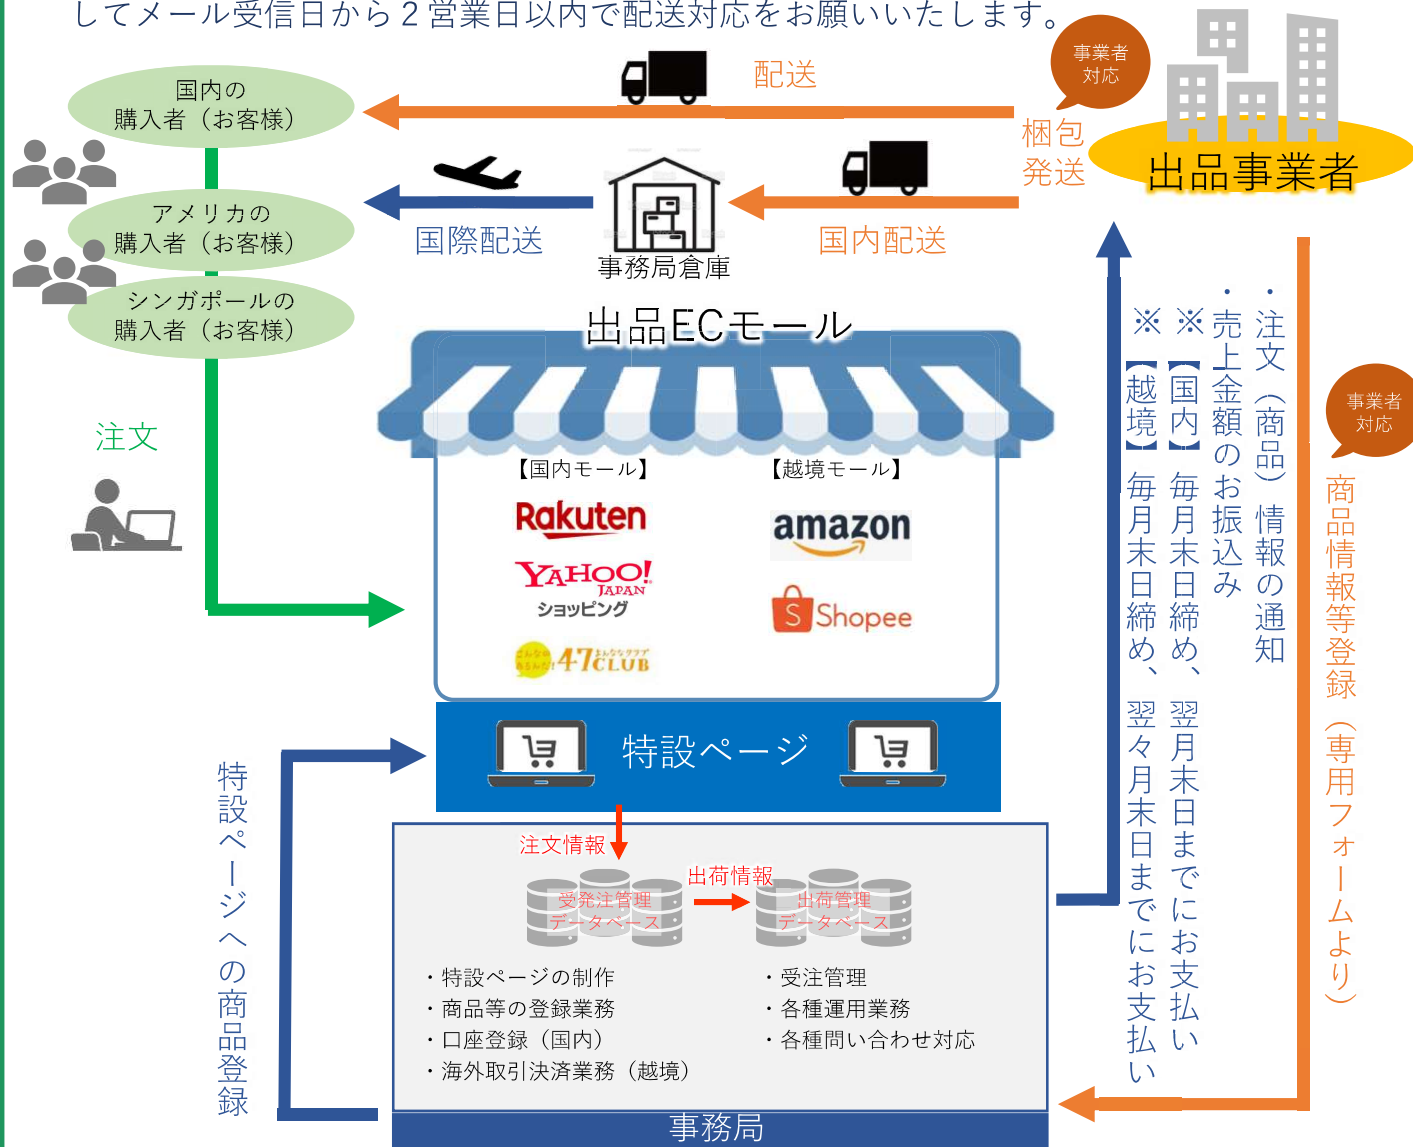 してメール受信日から２営業日以内で配送対応をお願いいたします。
国内の
購入者（お客様）
アメリカの
購入者（お客様）
シンガポールの
購入者（お客様）
配送
国際配送
事務局倉庫
国内配送
梱包
発送
事業者
対応
出品事業者
注文
出品ECモール
【国内モール】
Rakuten
YAHOO!
JAPAN
ショッピング
47CLUB
【越境モール】
amazon
Shopee
特設ページ
・注文（商品）情報の通知
・売上金額のお振込み
※【国内】毎月末日締め、翌月末日までにお支払い
※【越境】毎月末日締め、翌々月末日までにお支払い
事業者
対応
商品情報等登録（専用フォームより）
特設ページへの商品登録
注文情報
出荷情報
受発注管理
データベース
出荷管理
データベース
・特設ページの制作
・商品等の登録業務
・口座登録（国内）
・海外取引決済業務（越境）
・受注管理
・各種運用業務
・各種問い合わせ対応
事務局